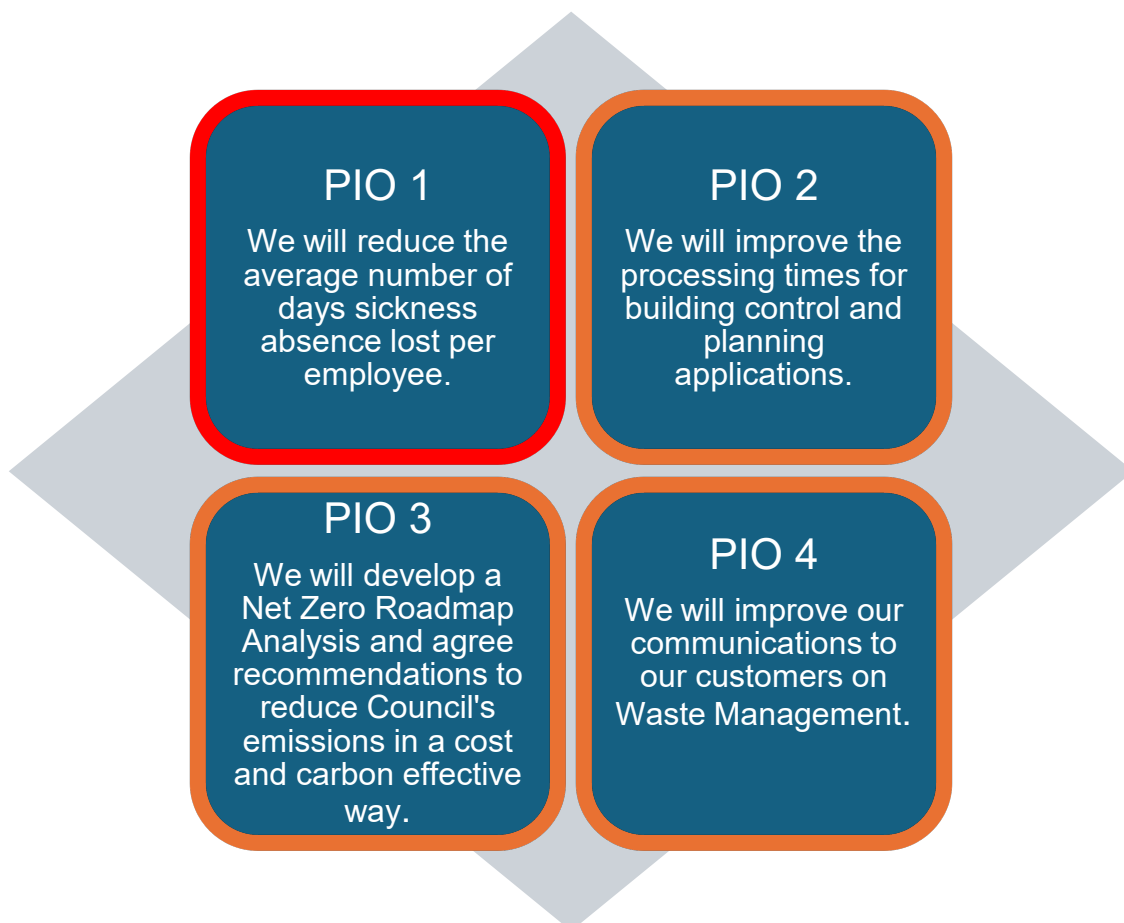 PIO 1
We will reduce the
average number of
days sickness
absence lost per
employee.
PIO 2
We will improve the
processing times for
building control and
planning
applications.
PIO 3
We will develop a
Net Zero Roadmap
Analysis and agree
recommendations to
reduce Council's
emissions in a cost
and carbon effective
way.
PIO 4
We will improve our
communications to
our customers on
Waste Management.